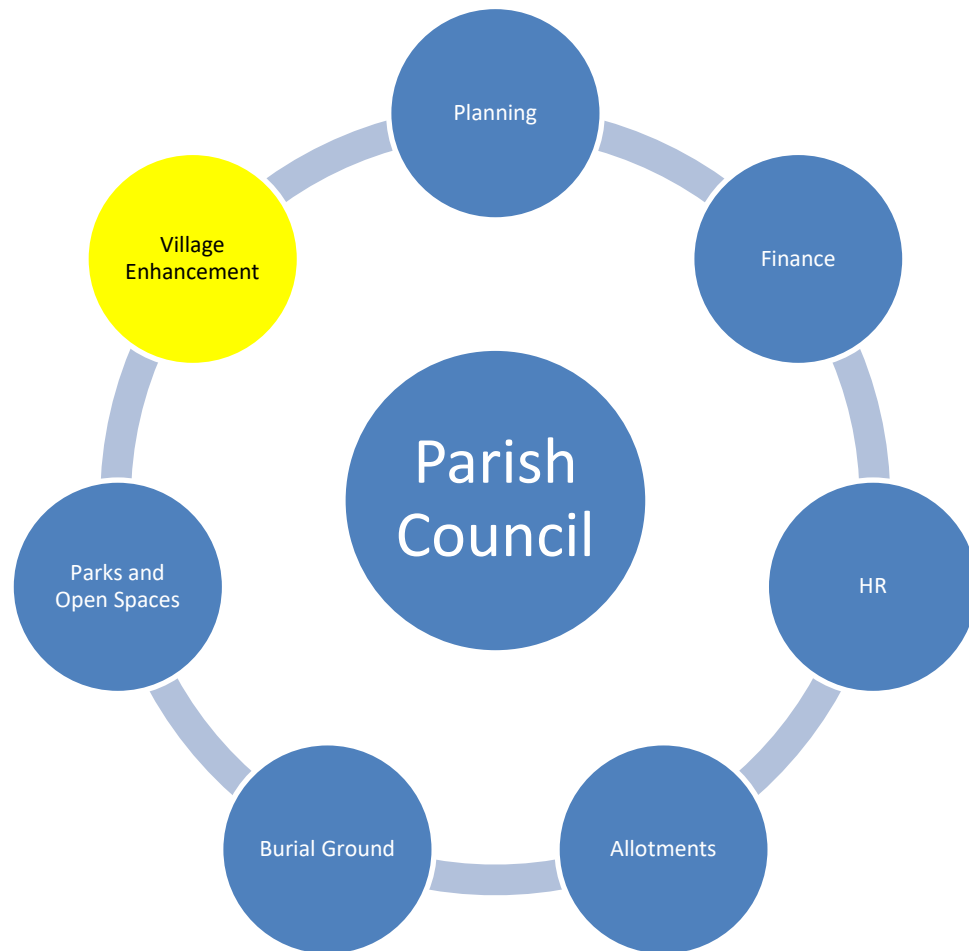 Planning
Finance
HR
Allotments
Burial Ground
Parks and
Open Spaces
Village
Enhancement
Parish
Council